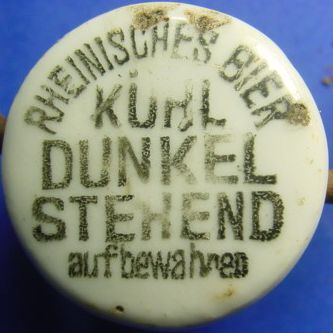 RHEINISCHES BIER
KÜHL
DUNKEL
STEHEND
aufbewahren